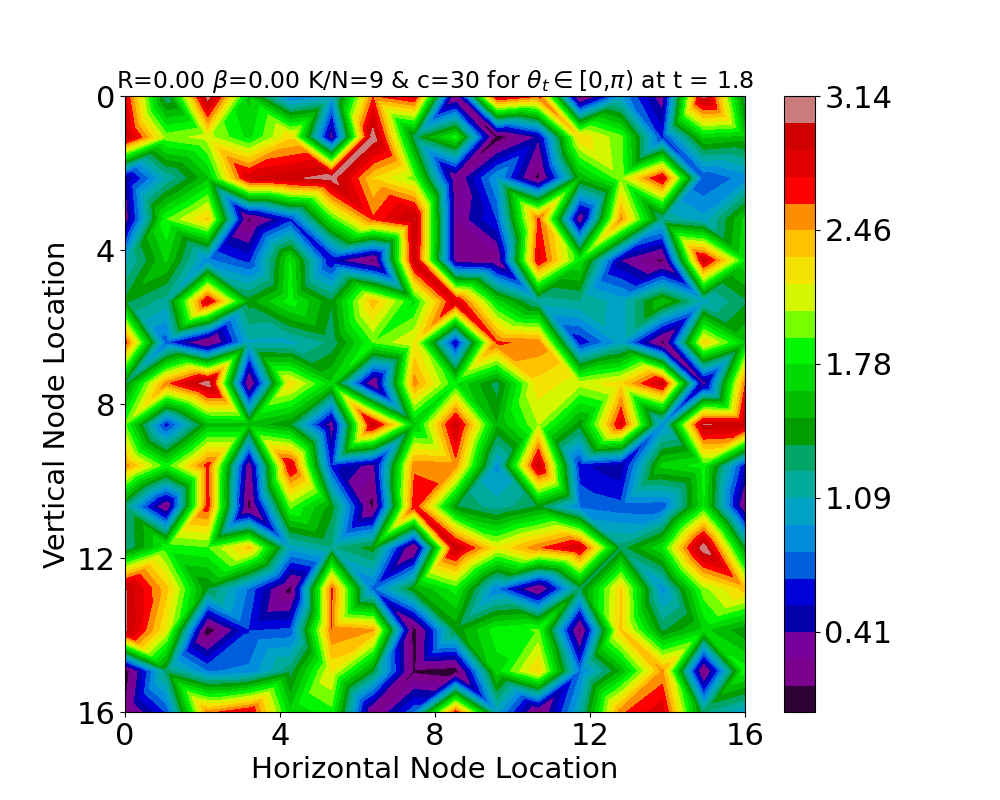 R=0.00 β=0.00 K/N=9 & c=30 for θₜ ∈ [0,π) at t = 1.8
3.14
2.46
1.78
1.09
0.41
0
4
8
12
16
0 4 8 12 16
Vertical Node Location
Horizontal Node Location